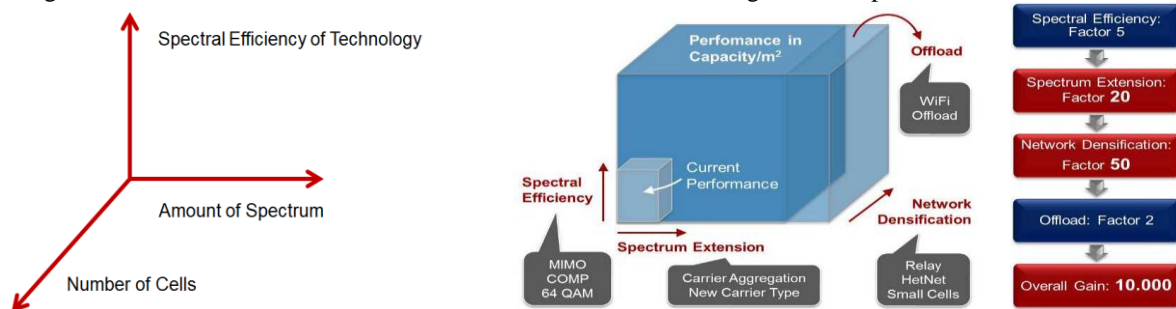 Spectral Efficiency of Technology
Amount of Spectrum
Number of Cells
Perfomance in
Capacity/m²
Offload
WiFi
Offload
Current
Performance
Spectral
Efficiency
Network
Densification
Spectrum Extension
MIMO
COMP
64 QAM
Carrier Aggregation
New Carrier Type
Relay
HetNet
Small Cells
Spectral Efficiency:
Factor 5
Spectrum Extension:
Factor 20
Network Densification:
Factor 50
Offload: Factor 2
Overall Gain: 10.000